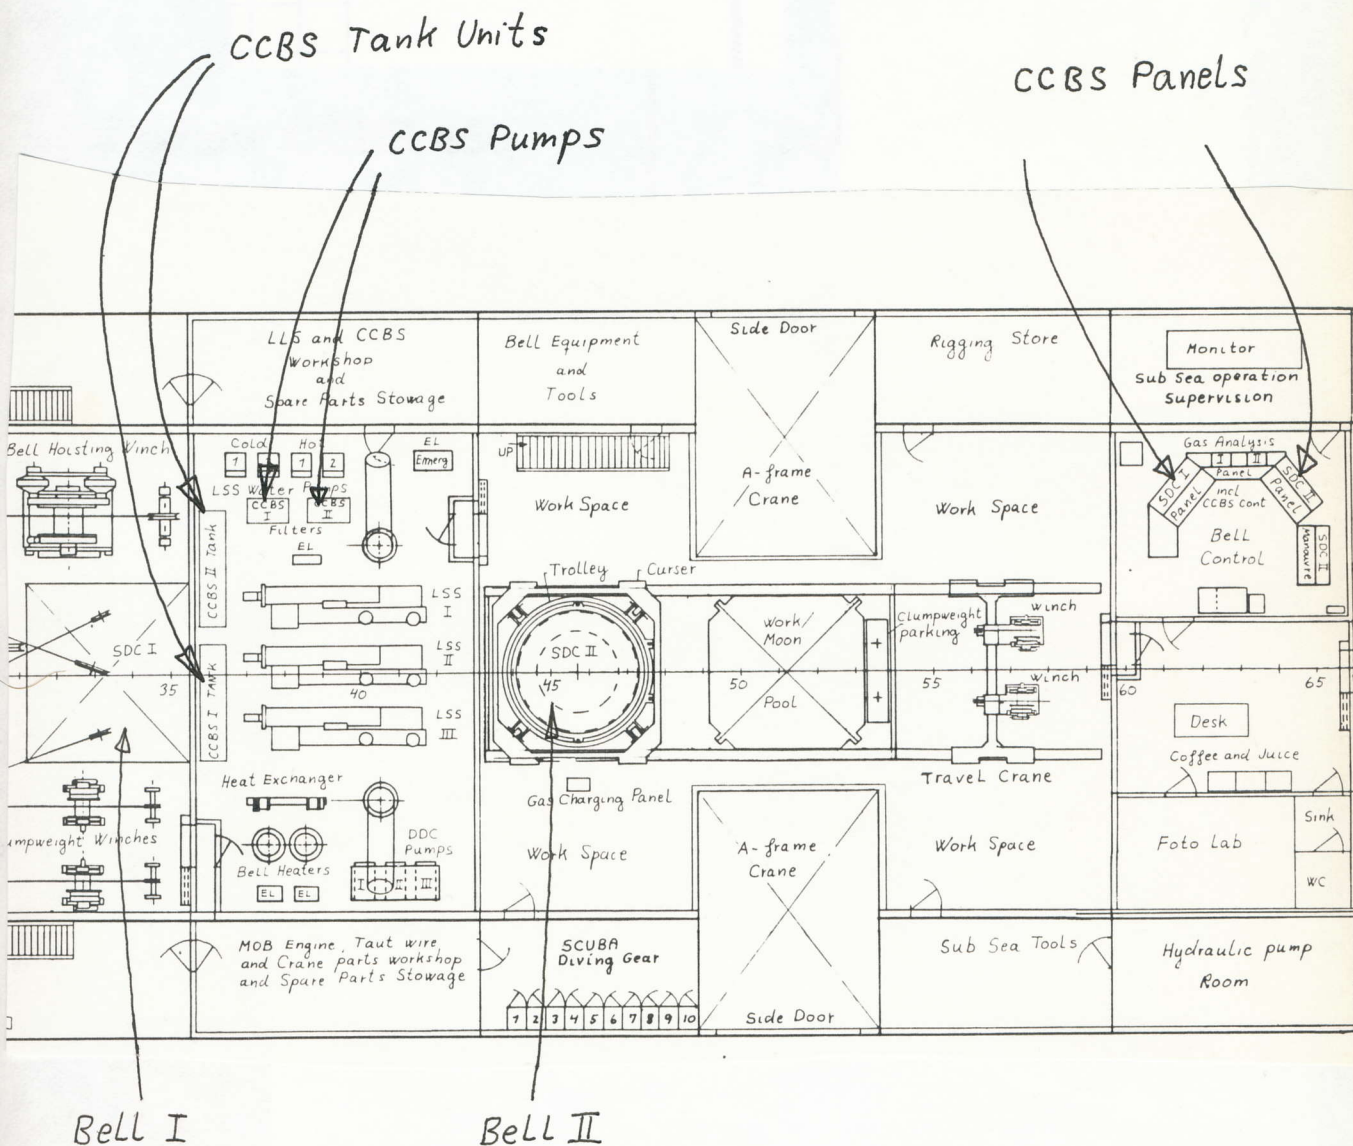 CCBS Tank Units
CCBS Panels
CCBS Pumps
LLS and CCBS
Workshop
and
Spare Parts Stowage
Bell Equipment
and
Tools
Side Door
Rigging Store
Monitor
Sub Sea operation
Supervision
Bell Hoisting Winch
Cold
Hot
1
1 2
EL
Emerg
LSS Water Pumps
CCBS
I
CCBS
II
Filters
EL
UP
Work Space
A-frame
Crane
Work Space
Gas Analysis
I II
Panel
incl
CCBS cont
SDC I
Panel
SDC II
Panel
SDC II
Manøuvre
Bell
Control
CCBS II Tank
CCBS I TANK
LSS
I
LSS
II
LSS
III
Trolley
Curser
SDC I
SDC II
Work/
Moon
Pool
Clumpweight
parking
winch
winch
35
40
45
50
55
60
65
Desk
Coffee and Juice
Travel Crane
Heat Exchanger
Gas Charging Panel
umpweight Winches
Bell Heaters
EL
EL
DDC
Pumps
I II III
Work Space
A-frame
Crane
Work Space
Foto Lab
Sink
WC
MOB Engine, Taut wire,
and Crane parts workshop
and Spare Parts Stowage
SCUBA
Diving Gear
1 2 3 4 5 6 7 8 9 10
Side Door
Sub Sea Tools
Hydraulic pump
Room
Bell I
Bell II